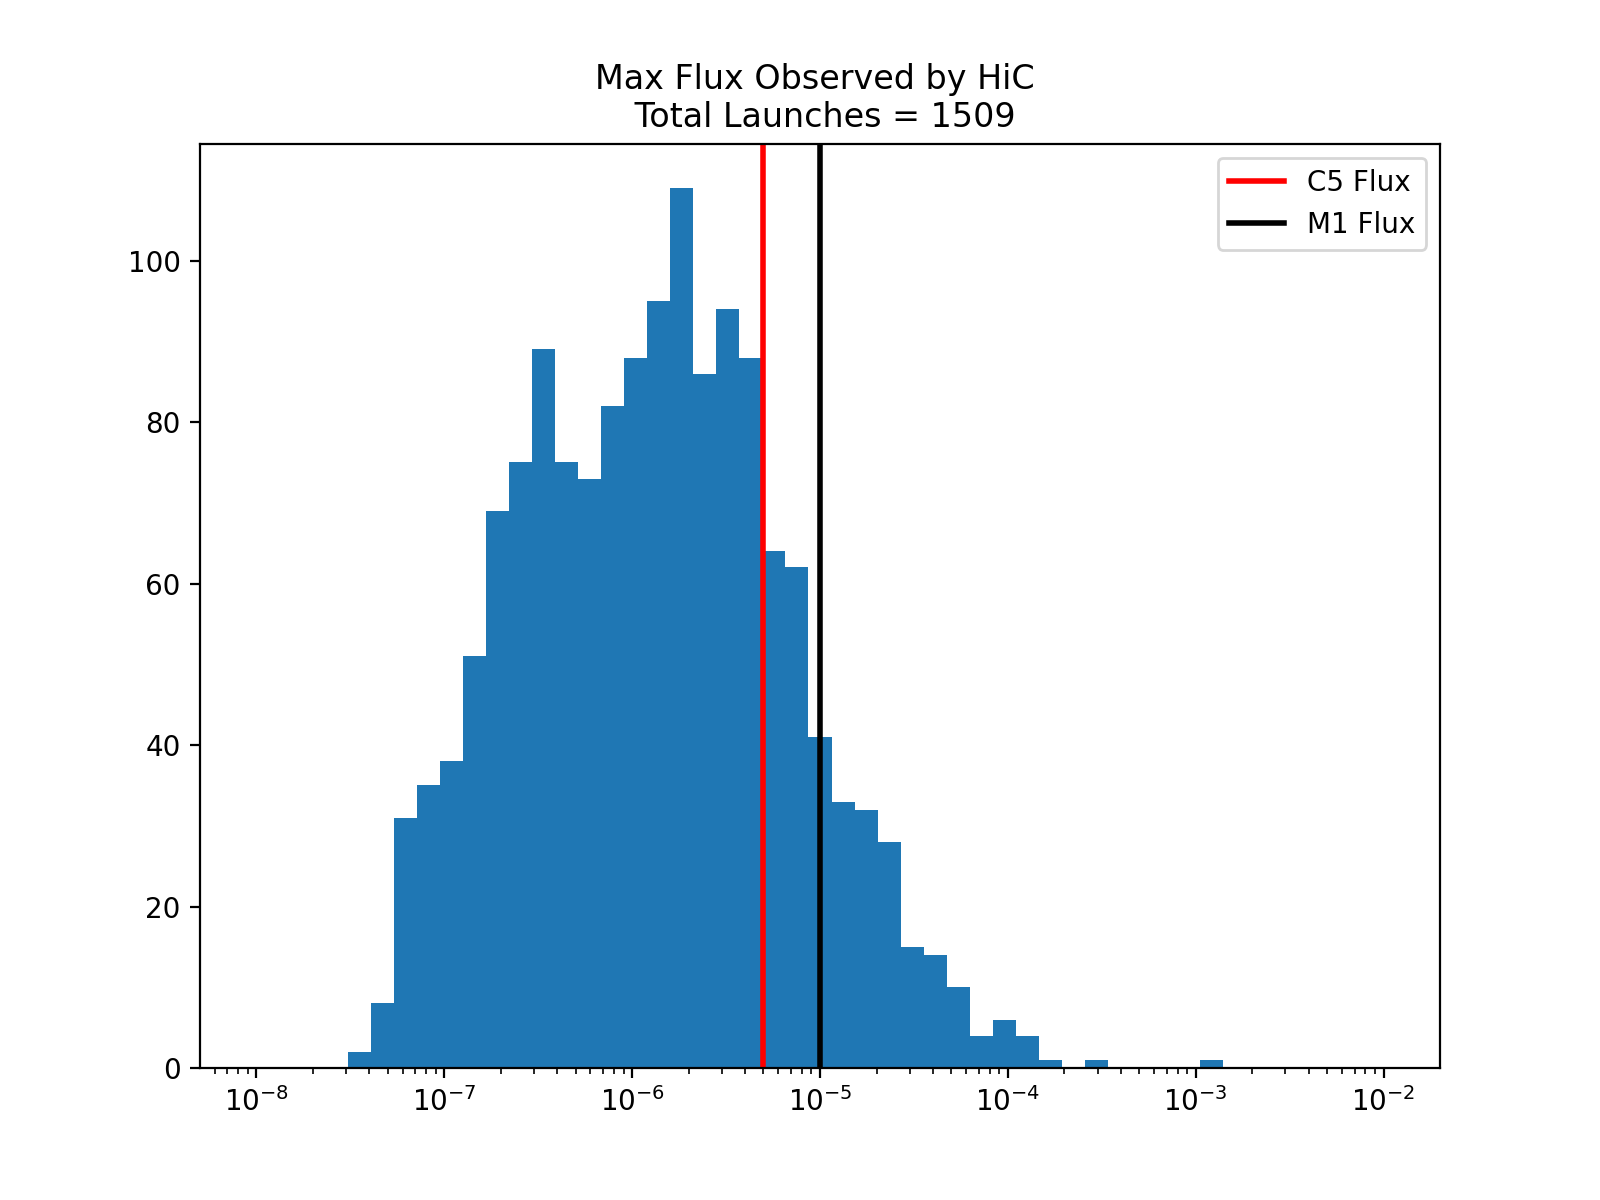 Max Flux Observed by HiC
Total Launches = 1509
C5 Flux
M1 Flux
100
80
60
40
20
0
10⁻⁸ 10⁻⁷ 10⁻⁶ 10⁻⁵ 10⁻⁴ 10⁻³ 10⁻²